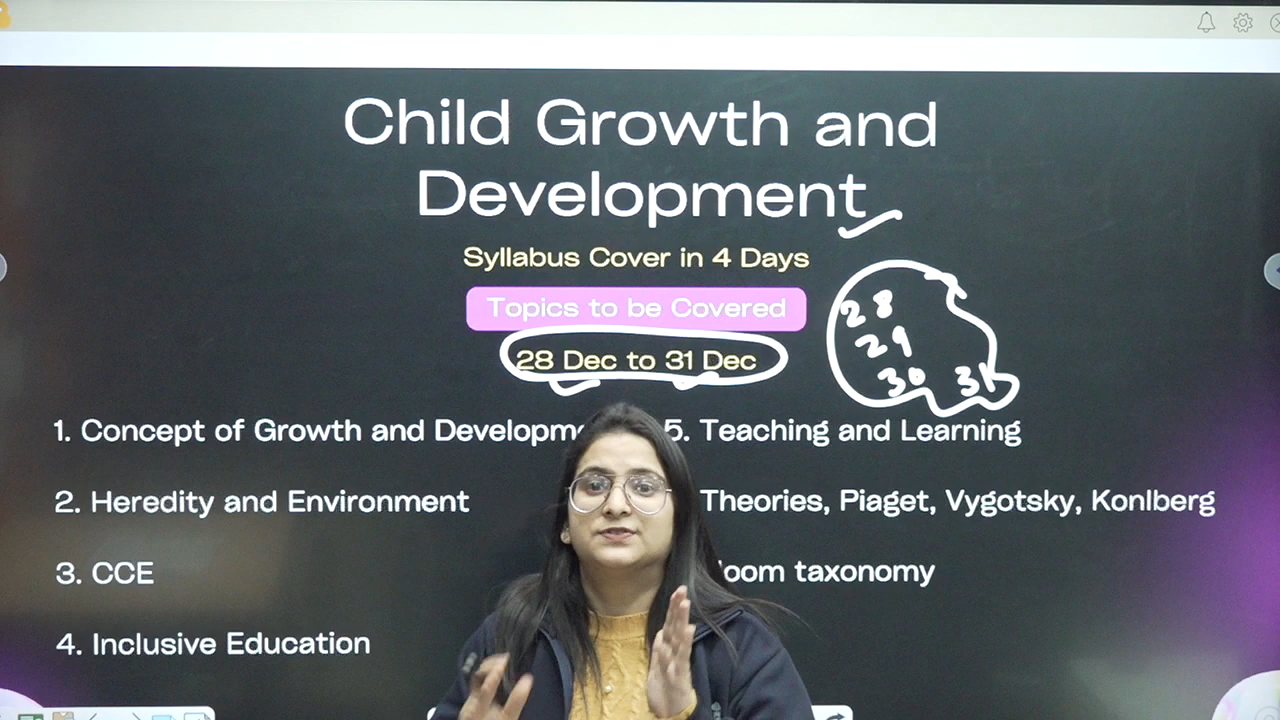 Child Growth and
Development
Syllabus Cover in 4 Days
Topics to be Covered
28 Dec to 31 Dec
28
29
30 31
1. Concept of Growth and Developm
5. Teaching and Learning
2. Heredity and Environment
Theories, Piaget, Vygotsky, Konlberg
3. CCE
loom taxonomy
4. Inclusive Education